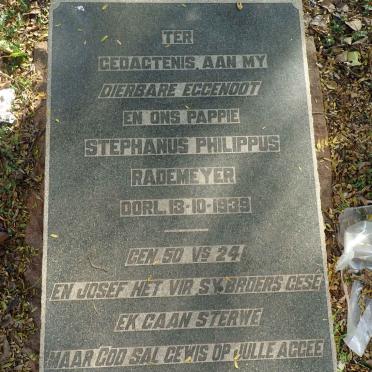 TER
GEDAGTENIS, AAN MY
DIERBARE EGGENOOT
EN ONS PAPPIE
STEPHANUS PHILIPPUS
RADEMEYER
OORL. 13-10-1939
GEN 50 VS 24
EN JOSEF HET VIR SY BROERS GESÊ
EK GAAN STERWE
MAAR GOD SAL GEWIS OP JULLE AGGEE